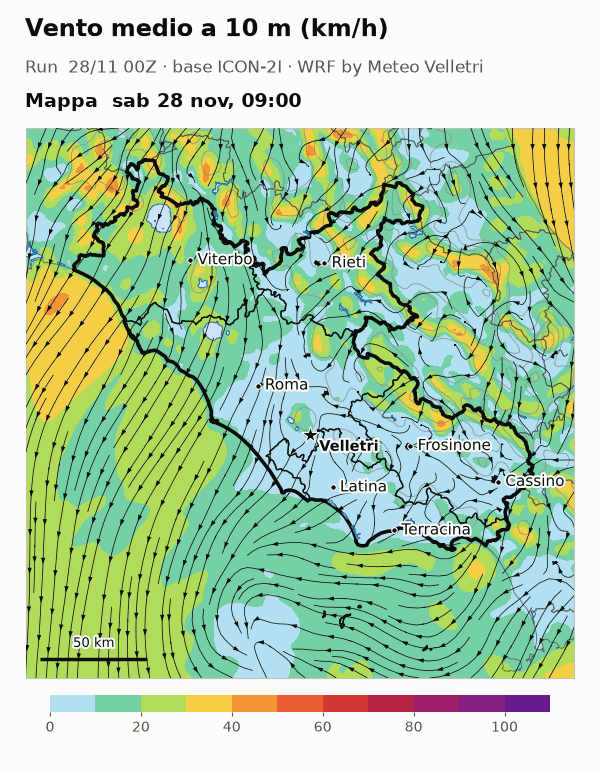 Vento medio a 10 m (km/h)
Run 28/11 00Z · base ICON-2I · WRF by Meteo Velletri
Mappa sab 28 nov, 09:00
Viterbo
Rieti
Roma
Velletri
Frosinone
Cassino
Latina
Terracina
50 km
0 20 40 60 80 100